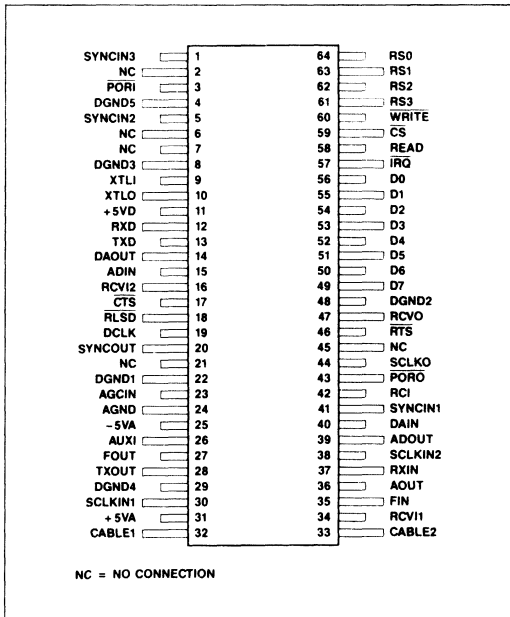 SYNCIN3 1 64 RS0
NC 2 63 RS1
PORI 3 62 RS2
DGND5 4 61 RS3
SYNCIN2 5 60 WRITE
NC 6 59 CS
NC 7 58 READ
DGND3 8 57 IRQ
XTLI 9 56 D0
XTLO 10 55 D1
+5VD 11 54 D2
RXD 12 53 D3
TXD 13 52 D4
DAOUT 14 51 D5
ADIN 15 50 D6
RCVI2 16 49 D7
CTS 17 48 DGND2
RLSD 18 47 RCVO
DCLK 19 46 RTS
SYNCOUT 20 45 NC
NC 21 44 SCLKO
DGND1 22 43 PORO
AGCIN 23 42 RCI
AGND 24 41 SYNCIN1
-5VA 25 40 DAIN
AUXI 26 39 ADOUT
FOUT 27 38 SCLKIN2
TXOUT 28 37 RXIN
DGND4 29 36 AOUT
SCLKIN1 30 35 FIN
+5VA 31 34 RCVI1
CABLE1 32 33 CABLE2
NC = NO CONNECTION